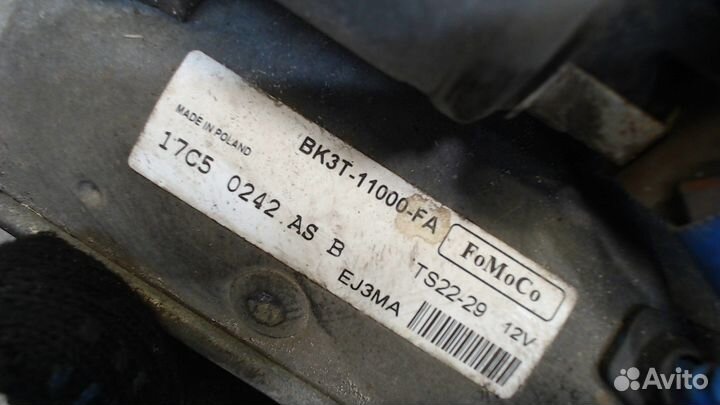 MADE IN POLAND
BK3T-11000-FA
17C5 0242 AS B
FoMoCo
TS22-29
EJ3MA
12V
Avito